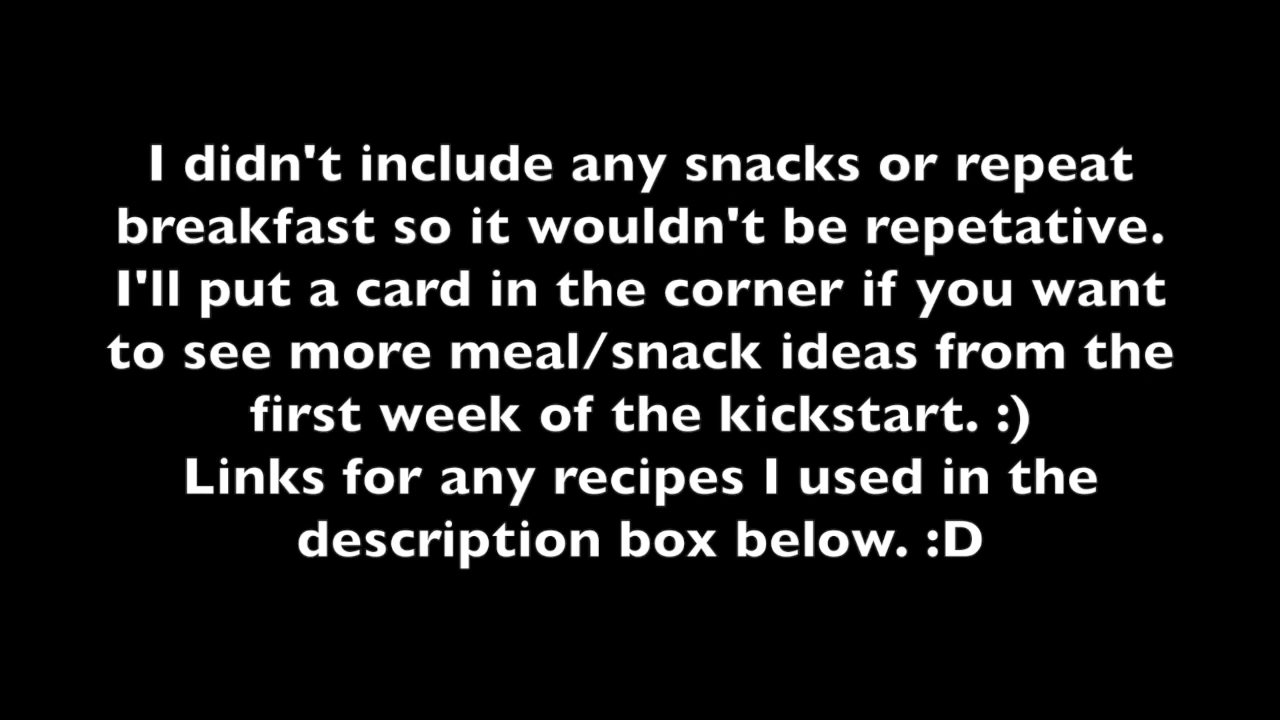 I didn't include any snacks or repeat
breakfast so it wouldn't be repetative.
I'll put a card in the corner if you want
to see more meal/snack ideas from the
first week of the kickstart. :)
Links for any recipes I used in the
description box below. :D